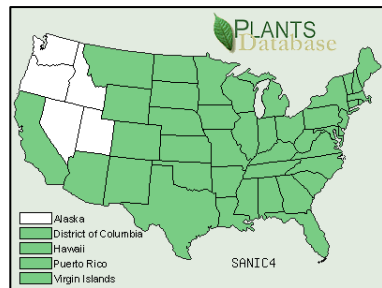 PLANTS
Database
Alaska
District of Columbia
Hawaii
Puerto Rico
Virgin Islands
SANIC4